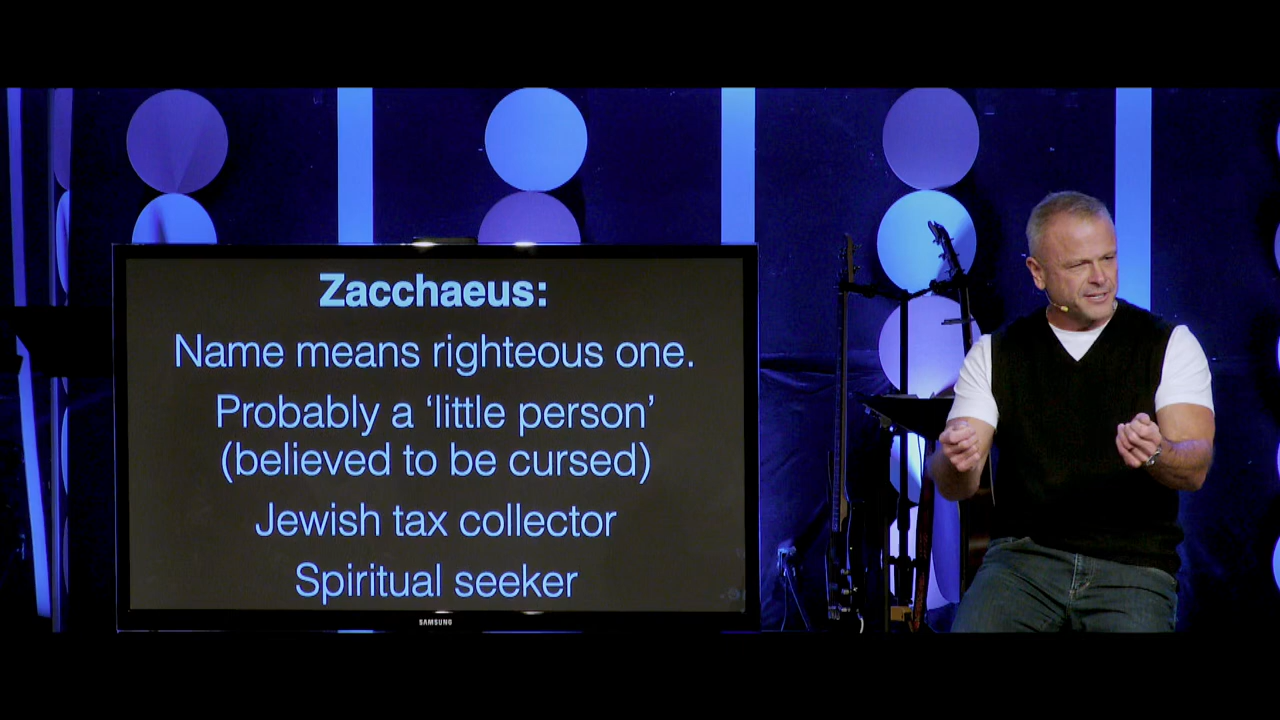 Zacchaeus:
Name means righteous one.
Probably a ‘little person’
(believed to be cursed)
Jewish tax collector
Spiritual seeker
SAMSUNG